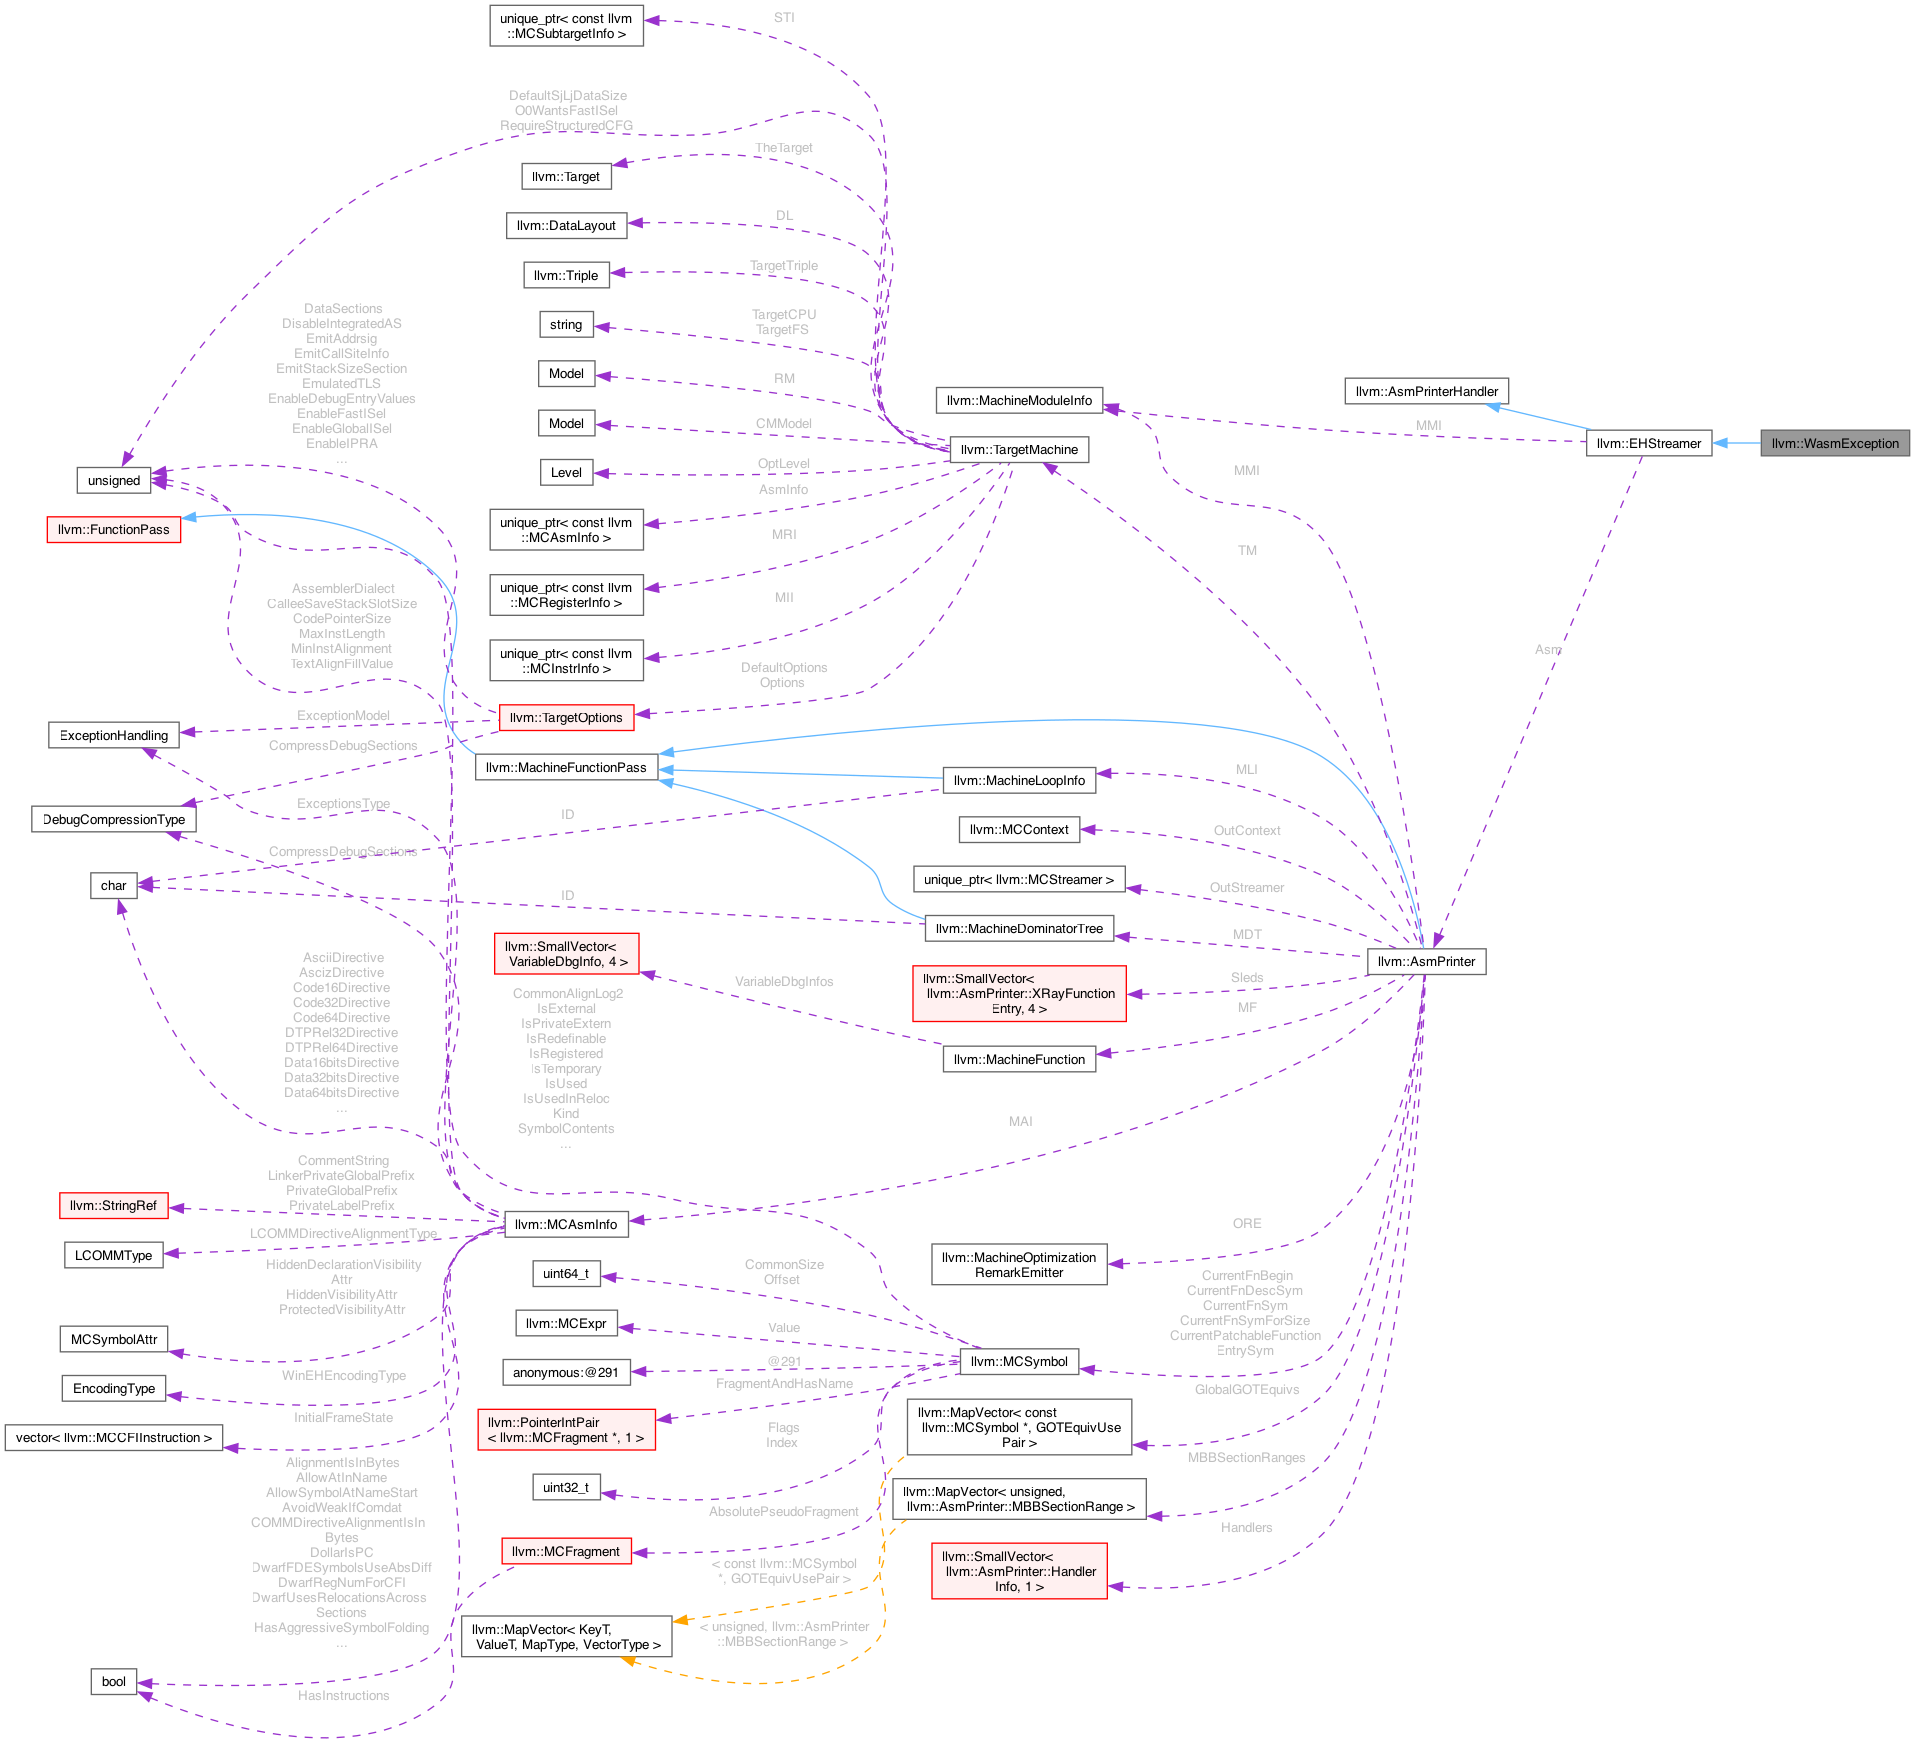 unique_ptr< const llvm
::MCSubtargetInfo >
STI
DefaultSjLjDataSize
O0WantsFastISel
RequireStructuredCFG
TheTarget
llvm::Target
DL
llvm::DataLayout
TargetTriple
llvm::Triple
TargetCPU
TargetFS
string
RM
Model
CMModel
Model
OptLevel
Level
AsmInfo
unique_ptr< const llvm
::MCAsmInfo >
MRI
unique_ptr< const llvm
::MCRegisterInfo >
MII
unique_ptr< const llvm
::MCInstrInfo >
DefaultOptions
Options
llvm::TargetOptions
DataSections
DisableIntegratedAS
EmitAddrsig
EmitCallSiteInfo
EmitStackSizeSection
EmulatedTLS
EnableDebugEntryValues
EnableFastISel
EnableGlobalISel
EnableIPRA
...
unsigned
llvm::FunctionPass
AssemblerDialect
CalleeSaveStackSlotSize
CodePointerSize
MaxInstLength
MinInstAlignment
TextAlignFillValue
ExceptionModel
ExceptionHandling
CompressDebugSections
llvm::MachineFunctionPass
ExceptionsType
DebugCompressionType
CompressDebugSections
ID
char
ID
llvm::MachineModuleInfo
llvm::TargetMachine
llvm::AsmPrinterHandler
MMI
llvm::EHStreamer
llvm::WasmException
MMI
TM
Asm
MLI
llvm::MachineLoopInfo
OutContext
llvm::MCContext
unique_ptr< llvm::MCStreamer >
OutStreamer
llvm::MachineDominatorTree
MDT
llvm::AsmPrinter
llvm::SmallVector<
VariableDbgInfo, 4 >
VariableDbgInfos
llvm::SmallVector<
llvm::AsmPrinter::XRayFunction
Entry, 4 >
Sleds
MF
llvm::MachineFunction
AsciiDirective
AscizDirective
Code16Directive
Code32Directive
Code64Directive
DTPRel32Directive
DTPRel64Directive
Data16bitsDirective
Data32bitsDirective
Data64bitsDirective
...
CommonAlignLog2
IsExternal
IsPrivateExtern
IsRedefinable
IsRegistered
IsTemporary
IsUsed
IsUsedInReloc
Kind
SymbolContents
...
MAI
CommentString
LinkerPrivateGlobalPrefix
PrivateGlobalPrefix
PrivateLabelPrefix
llvm::StringRef
llvm::MCAsmInfo
LCOMMDirectiveAlignmentType
LCOMMType
HiddenDeclarationVisibility
Attr
HiddenVisibilityAttr
ProtectedVisibilityAttr
MCSymbolAttr
WinEHEncodingType
EncodingType
InitialFrameState
vector< llvm::MCCFIInstruction >
AlignmentIsInBytes
AllowAtInName
AllowSymbolAtNameStart
AvoidWeakIfComdat
COMMDirectiveAlignmentIsIn
Bytes
DollarIsPC
DwarfFDESymbolsUseAbsDiff
DwarfRegNumForCFI
DwarfUsesRelocationsAcross
Sections
HasAggressiveSymbolFolding
...
bool
HasInstructions
uint64_t
CommonSize
Offset
llvm::MCExpr
Value
anonymous:@291
@291
FragmentAndHasName
llvm::PointerIntPair
< llvm::MCFragment *, 1 >
Flags
Index
uint32_t
AbsolutePseudoFragment
llvm::MCFragment
< const llvm::MCSymbol
*, GOTEquivUsePair >
llvm::MapVector< KeyT,
ValueT, MapType, VectorType >
< unsigned, llvm::AsmPrinter
::MBBSectionRange >
ORE
llvm::MachineOptimization
RemarkEmitter
CurrentFnBegin
CurrentFnDescSym
CurrentFnSym
CurrentFnSymForSize
CurrentPatchableFunction
EntrySym
llvm::MCSymbol
GlobalGOTEquivs
llvm::MapVector< const
llvm::MCSymbol *, GOTEquivUse
Pair >
MBBSectionRanges
llvm::MapVector< unsigned,
llvm::AsmPrinter::MBBSectionRange >
Handlers
llvm::SmallVector<
llvm::AsmPrinter::Handler
Info, 1 >